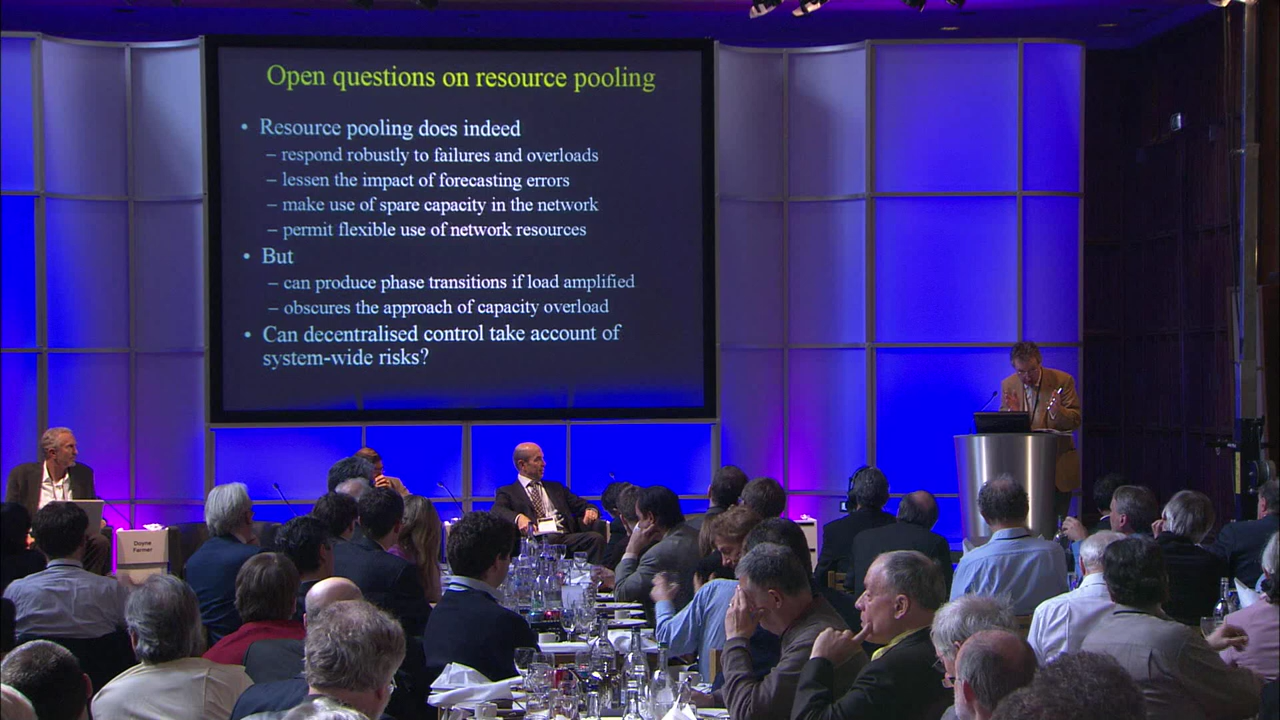 Open questions on resource pooling
• Resource pooling does indeed
– respond robustly to failures and overloads
– lessen the impact of forecasting errors
– make use of spare capacity in the network
– permit flexible use of network resources
• But
– can produce phase transitions if load amplified
– obscures the approach of capacity overload
• Can decentralised control take account of
system-wide risks?
Doyne
Farmer